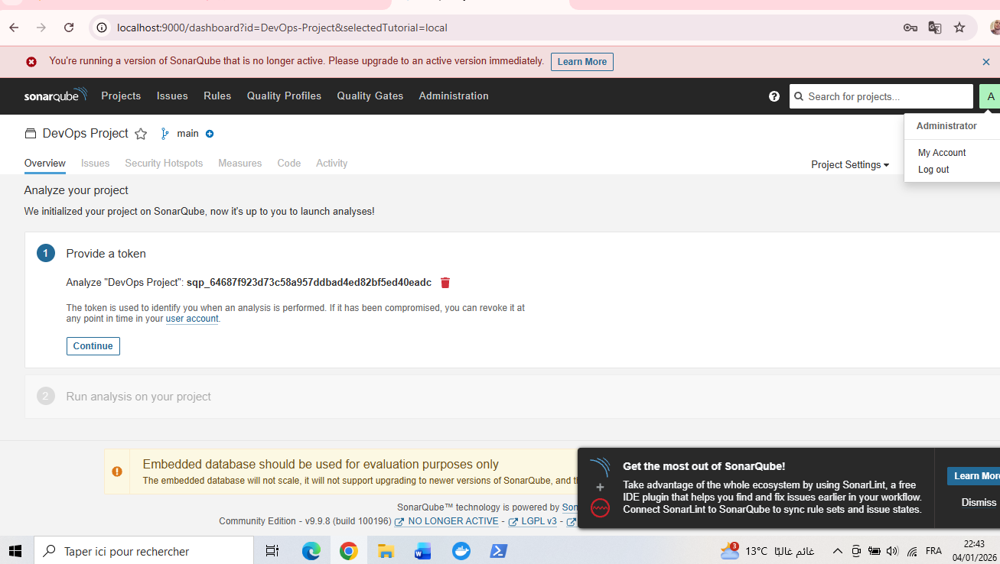 localhost:9000/dashboard?id=DevOps-Project&selectedTutorial=local
You're running a version of SonarQube that is no longer active. Please upgrade to an active version immediately. Learn More
sonarqube Projects Issues Rules Quality Profiles Quality Gates Administration Search for projects... A
DevOps Project main
Administrator
My Account
Log out
Overview Issues Security Hotspots Measures Code Activity Project Settings
Analyze your project
We initialized your project on SonarQube, now it's up to you to launch analyses!
1 Provide a token
Analyze "DevOps Project": sqp_64687f923d73c58a957ddbad4ed82bf5ed40eadc
The token is used to identify you when an analysis is performed. If it has been compromised, you can revoke it at
any point in time in your user account.
Continue
2 Run analysis on your project
Embedded database should be used for evaluation purposes only
The embedded database will not scale, it will not support upgrading to newer versions of SonarQube, and
SonarQube™ technology is powered by Son
Community Edition - v9.9.8 (build 100196) NO LONGER ACTIVE - LGPL v3 -
Get the most out of SonarQube!
Take advantage of the whole ecosystem by using SonarLint, a free
IDE plugin that helps you find and fix issues earlier in your workflow.
Connect SonarLint to SonarQube to sync rule sets and issue states.
Learn More
Dismiss
Taper ici pour rechercher
3 13°C غائم غالبًا FRA 22:43
04/01/2026